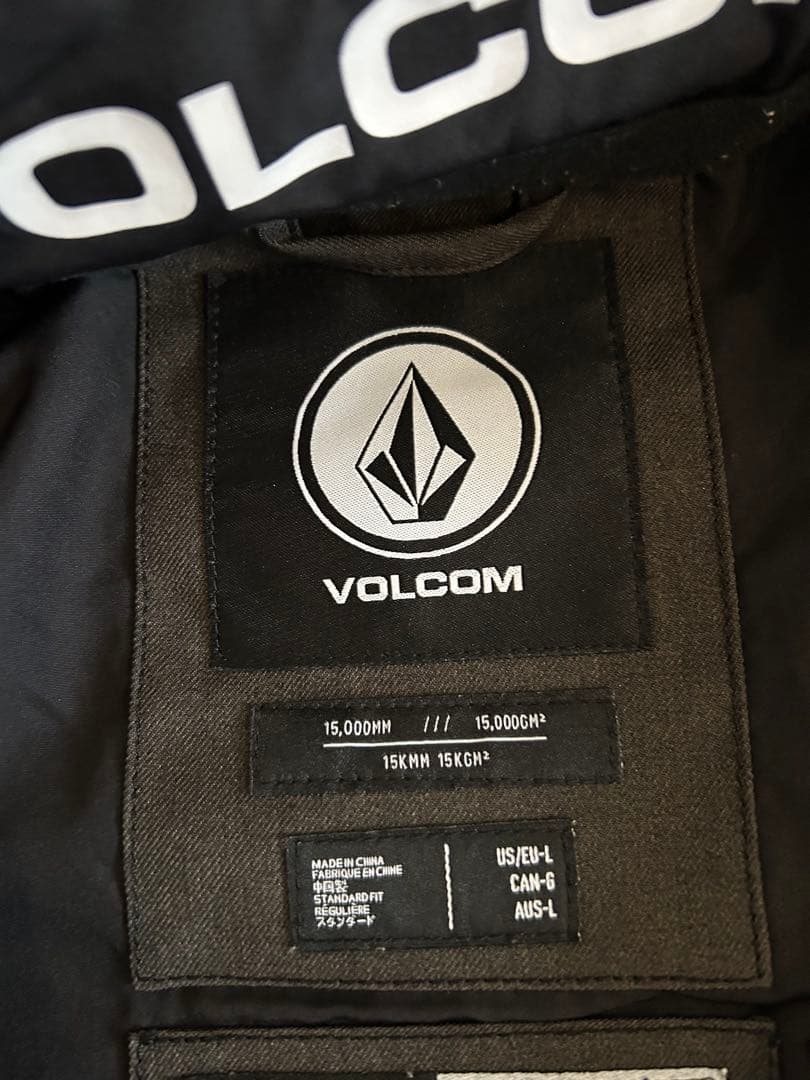 OLCO
VOLCOM
15,000MM /// 15,000GM²
15KMM 15KGM²
MADE IN CHINA
FABRIQUE EN CHINE
中国製
STANDARD FIT
RÉGULIÈRE
スタンダード
US/EU-L
CAN-G
AUS-L